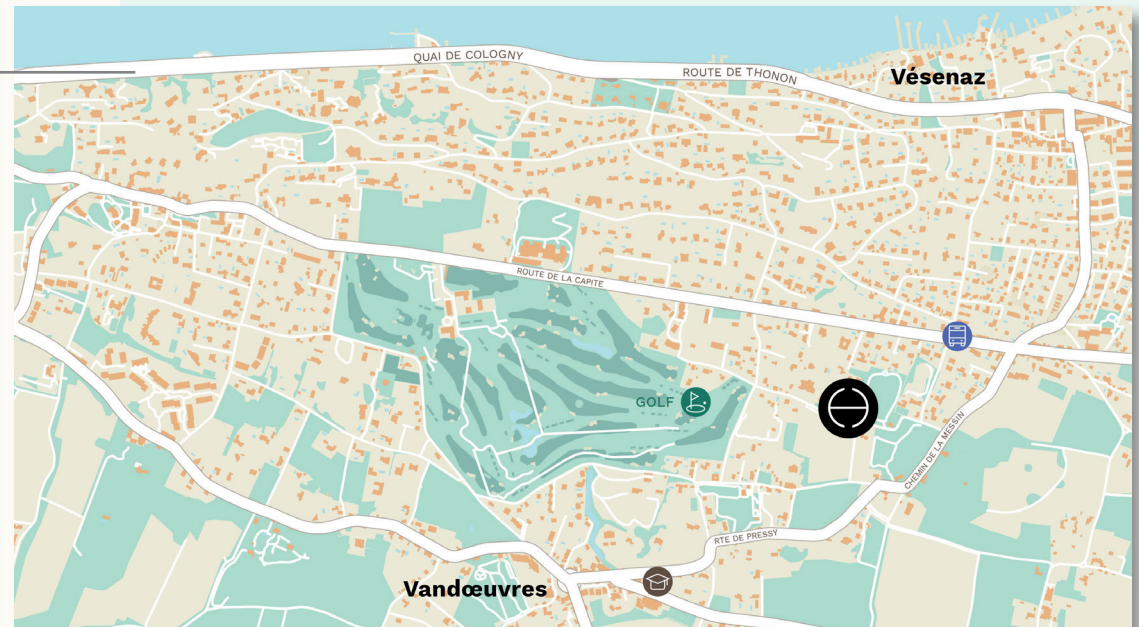 QUAI DE COLOGNY
ROUTE DE THONON
Vésenaz
ROUTE DE LA CAPITE
GOLF
CHEMIN DE LA MESSIN
RTE DE PRESSY
Vandœuvres